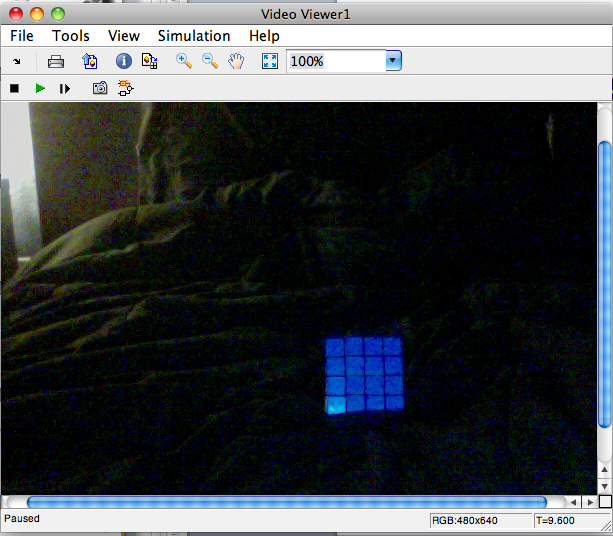 Video Viewer1
File Tools View Simulation Help
100%
Paused
RGB:480x640
T=9.600